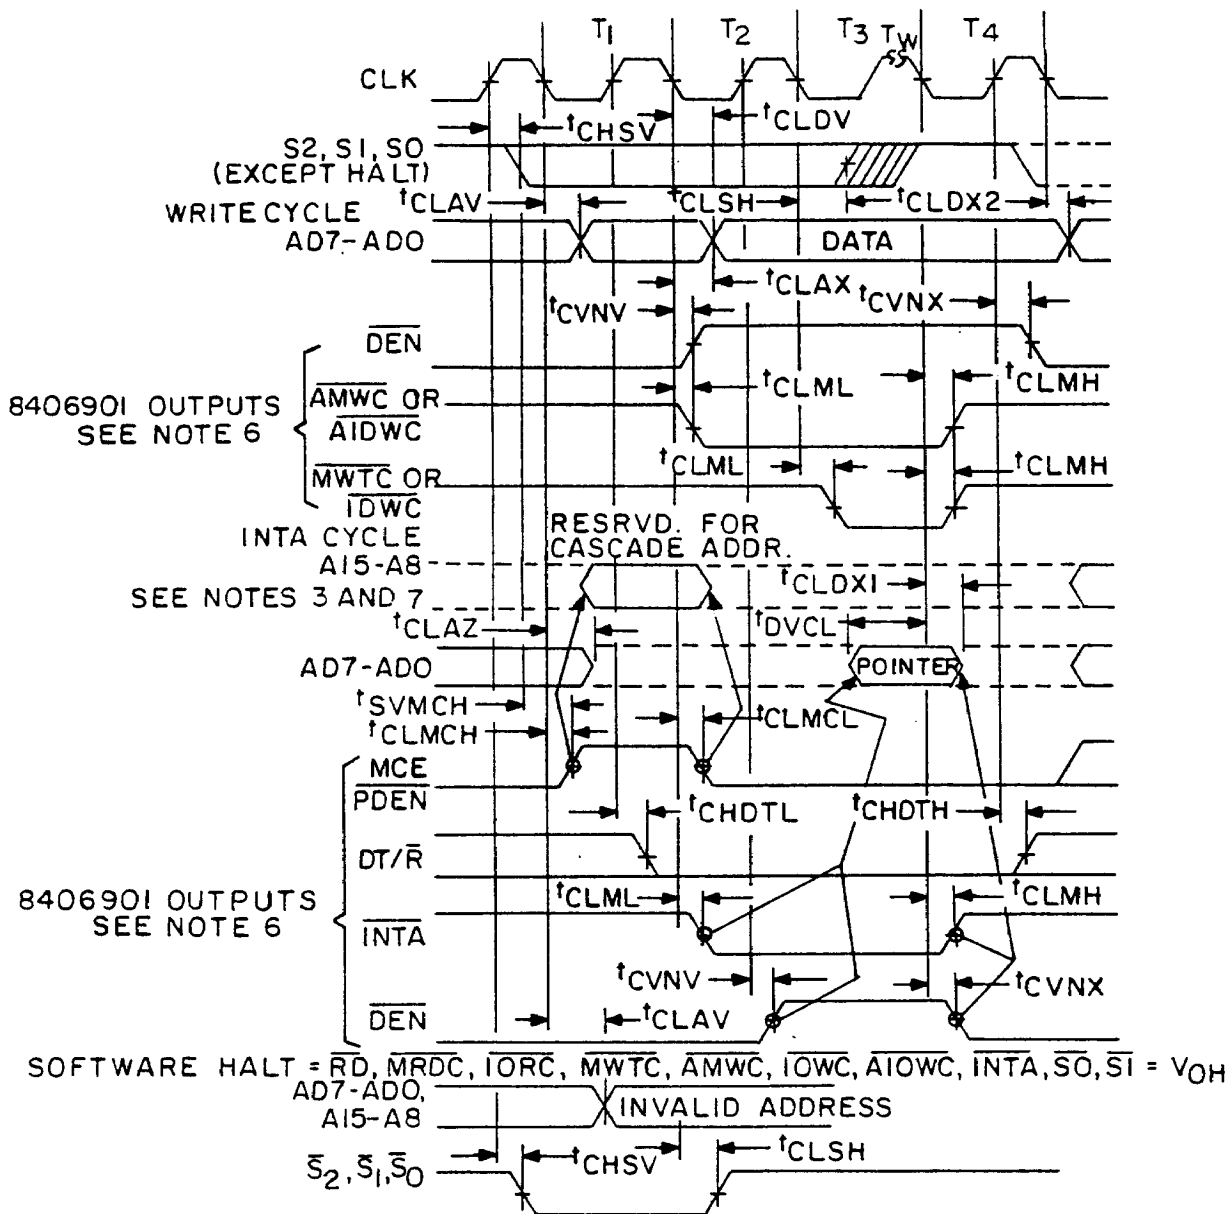 T1 T2 T3 TW T4
CLK
tCHSV tCLDV
S2, S1, S0
(EXCEPT HALT)
tCLAV tCLSH tCLDX2
WRITE CYCLE
AD7-AD0 DATA
tCLAX
tCVNV tCVNX
DEN
tCLML tCLMH
8406901 OUTPUTS
SEE NOTE 6
AMWC OR
AIDWC
tCLML tCLMH
MWTC OR
IDWC
INTA CYCLE
RESRVD. FOR
CASCADE ADDR.
A15-A8
tCLDX1
SEE NOTES 3 AND 7
tCLAZ tDVCL
AD7-AD0 POINTER
tSVMCH tCLMCL
tCLMCH
MCE
PDEN
tCHDTL tCHDTH
DT/R̅
8406901 OUTPUTS
SEE NOTE 6
tCLML tCLMH
INTA
tCVNV tCVNX
tCLAV
DEN
SOFTWARE HALT = RD, MRDC, IORC, MWTC, AMWC, IOWC, AIOWC, INTA, S0, S1 = VOH
AD7-AD0,
A15-A8
INVALID ADDRESS
tCHSV tCLSH
S̅2, S̅1, S̅0